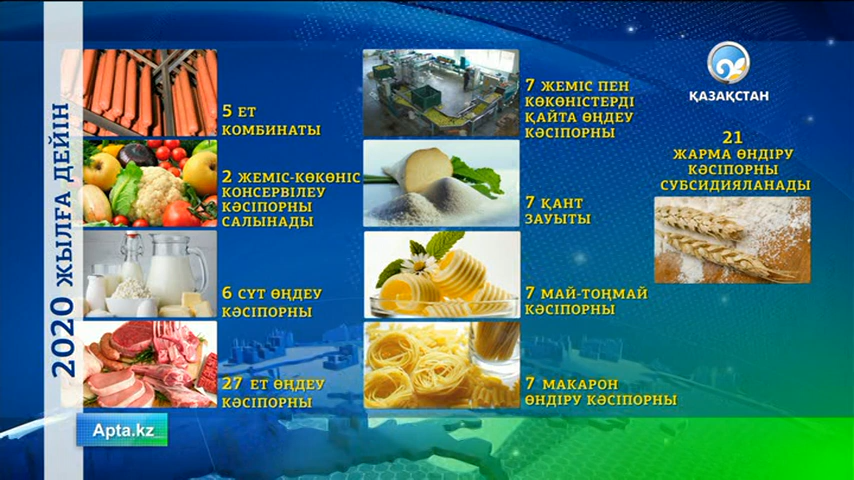 2020 ЖЫЛҒА ДЕЙІН
5 ЕТ
КОМБИНАТЫ
2 ЖЕМІС-КӨКӨНІС
КОНСЕРВІЛЕУ
КӘСІПОРНЫ
САЛЫНАДЫ
6 СҮТ ӨҢДЕУ
КӘСІПОРНЫ
27 ЕТ ӨҢДЕУ
КӘСІПОРНЫ
7 ЖЕМІС ПЕН
КӨКӨНІСТЕРДІ
ҚАЙТА ӨҢДЕУ
КӘСІПОРНЫ
7 ҚАНТ
ЗАУЫТЫ
7 МАЙ-ТОҢМАЙ
КӘСІПОРНЫ
7 МАКАРОН
ӨНДІРУ КӘСІПОРНЫ
ҚАЗАҚСТАН
21
ЖАРМА ӨНДІРУ
КӘСІПОРНЫ
СУБСИДИЯЛАНАДЫ
Apta.kz